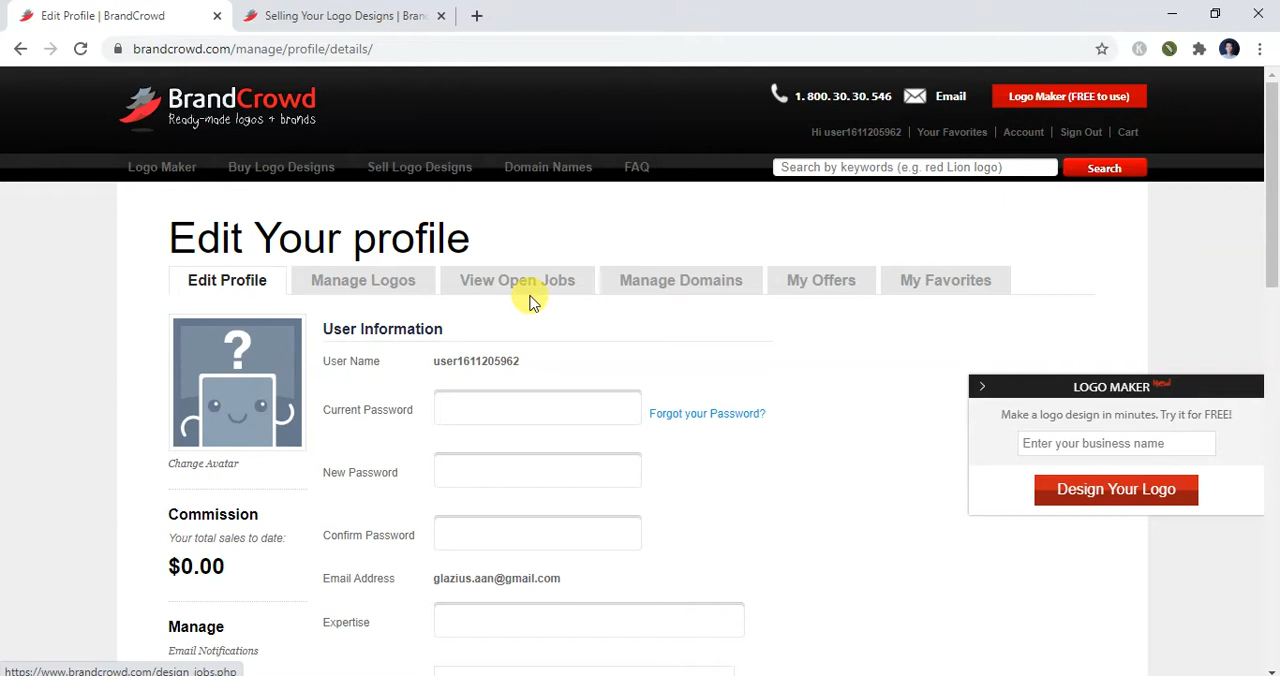 Edit Profile | BrandCrowd
Selling Your Logo Designs | Bran
brandcrowd.com/manage/profile/details/
BrandCrowd
Ready-made logos + brands
1. 800. 30. 30. 546
Email
Logo Maker (FREE to use)
Hi user1611205962 | Your Favorites | Account | Sign Out | Cart
Logo Maker
Buy Logo Designs
Sell Logo Designs
Domain Names
FAQ
Search by keywords (e.g. red Lion logo)
Search
Edit Your profile
Edit Profile
Manage Logos
View Open Jobs
Manage Domains
My Offers
My Favorites
User Information
User Name
user1611205962
Current Password
Forgot your Password?
New Password
Confirm Password
Email Address
glazius.aan@gmail.com
Expertise
Change Avatar
Commission
Your total sales to date:
$0.00
Manage
Email Notifications
LOGO MAKER New!
Make a logo design in minutes. Try it for FREE!
Enter your business name
Design Your Logo
https://www.brandcrowd.com/design_jobs.php